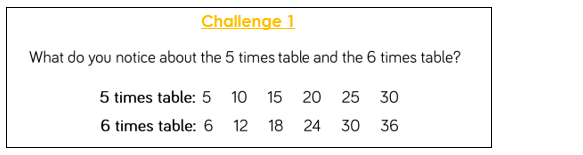 Challenge 1
What do you notice about the 5 times table and the 6 times table?
5 times table: 5 10 15 20 25 30
6 times table: 6 12 18 24 30 36